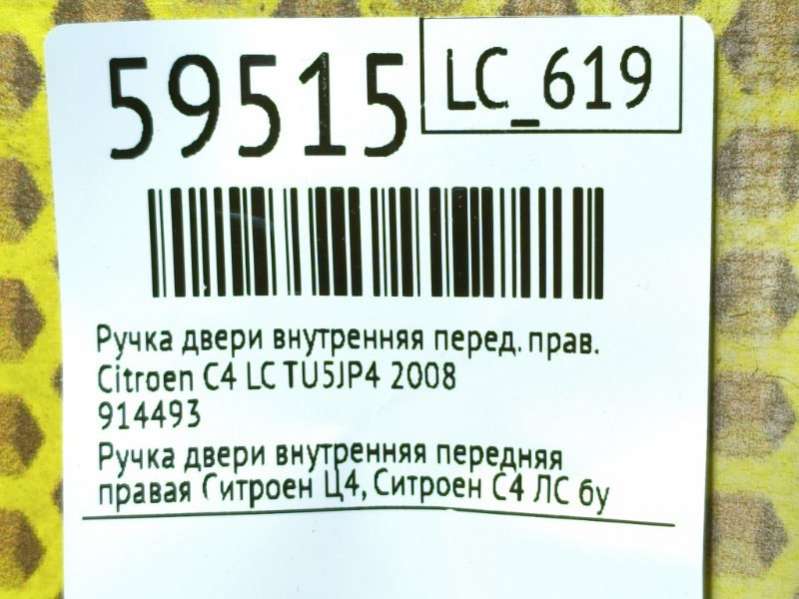 59515
LC_619
Ручка двери внутренняя перед. прав.
Citroen C4 LC TU5JP4 2008
914493
Ручка двери внутренняя передняя
правая Ситроен Ц4, Ситроен С4 ЛС бу